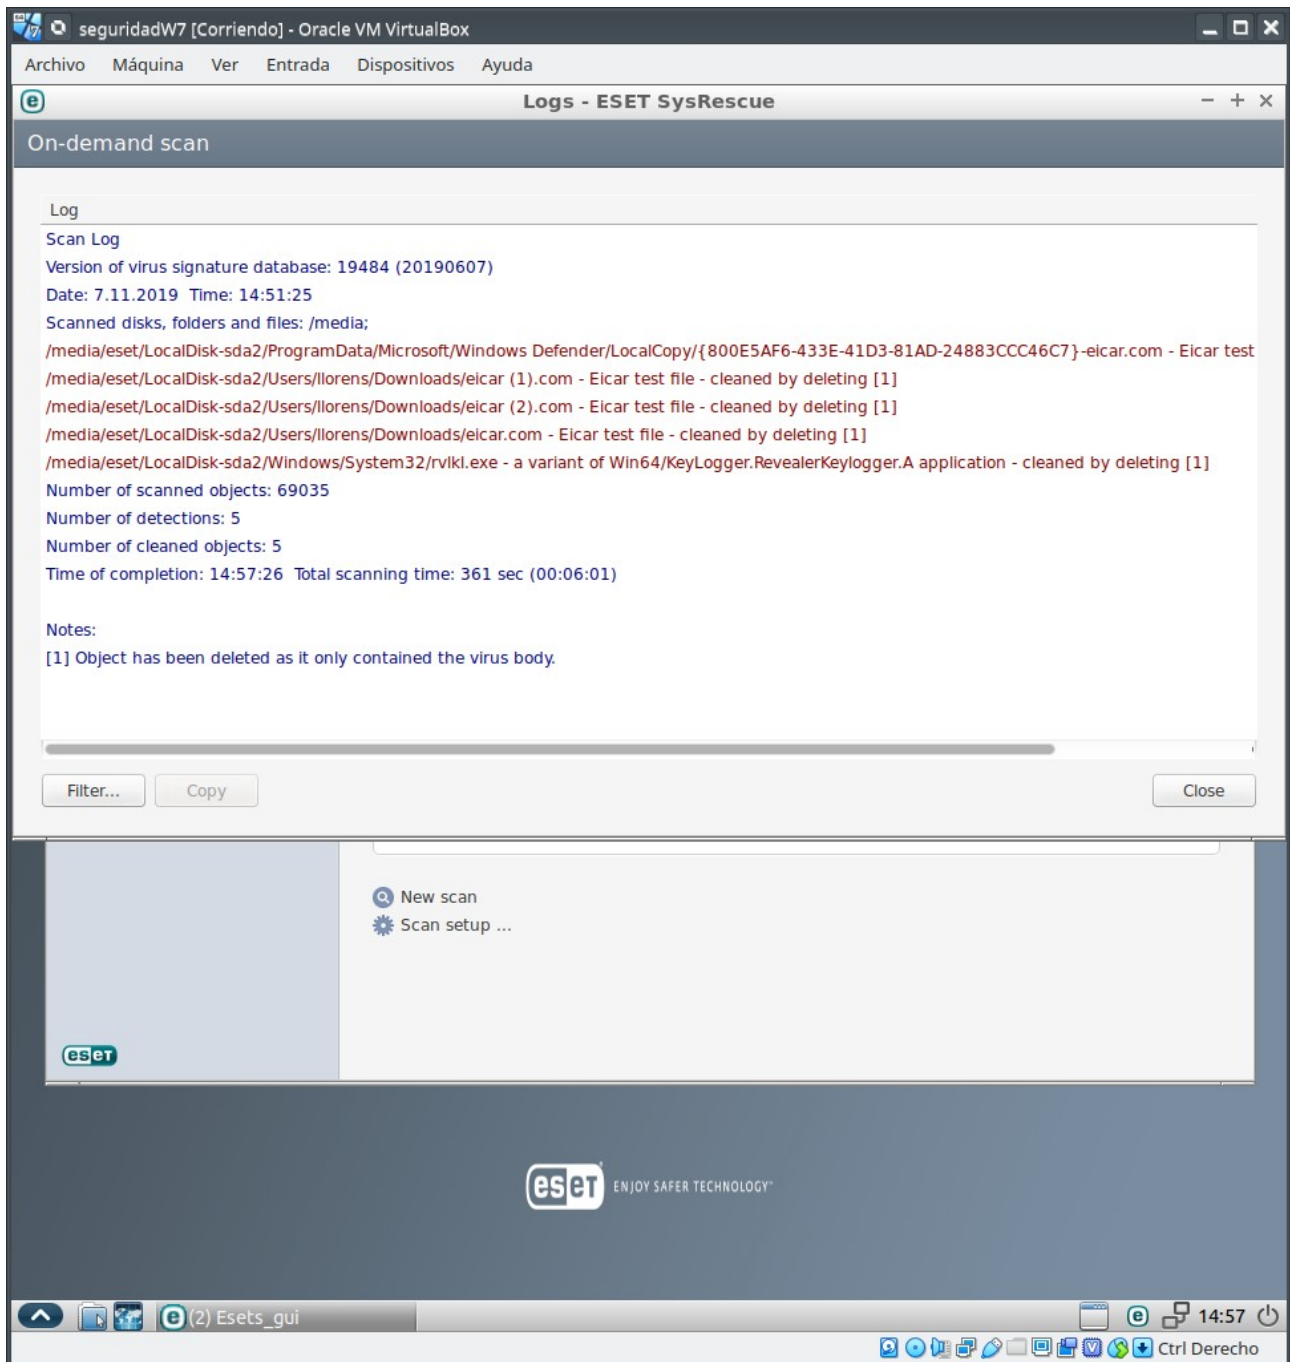 seguridadW7 [Corriendo] - Oracle VM VirtualBox
Archivo Máquina Ver Entrada Dispositivos Ayuda
Logs - ESET SysRescue
On-demand scan
Log
Scan Log
Version of virus signature database: 19484 (20190607)
Date: 7.11.2019 Time: 14:51:25
Scanned disks, folders and files: /media;
/media/eset/LocalDisk-sda2/ProgramData/Microsoft/Windows Defender/LocalCopy/{800E5AF6-433E-41D3-81AD-24883CCC46C7}-eicar.com - Eicar test
/media/eset/LocalDisk-sda2/Users/llorens/Downloads/eicar (1).com - Eicar test file - cleaned by deleting [1]
/media/eset/LocalDisk-sda2/Users/llorens/Downloads/eicar (2).com - Eicar test file - cleaned by deleting [1]
/media/eset/LocalDisk-sda2/Users/llorens/Downloads/eicar.com - Eicar test file - cleaned by deleting [1]
/media/eset/LocalDisk-sda2/Windows/System32/rvlkl.exe - a variant of Win64/KeyLogger.RevealerKeylogger.A application - cleaned by deleting [1]
Number of scanned objects: 69035
Number of detections: 5
Number of cleaned objects: 5
Time of completion: 14:57:26 Total scanning time: 361 sec (00:06:01)
Notes:
[1] Object has been deleted as it only contained the virus body.
Filter... Copy Close
New scan
Scan setup ...
eseT
eseT ENJOY SAFER TECHNOLOGY™
(2) Esets_gui 14:57
Ctrl Derecho